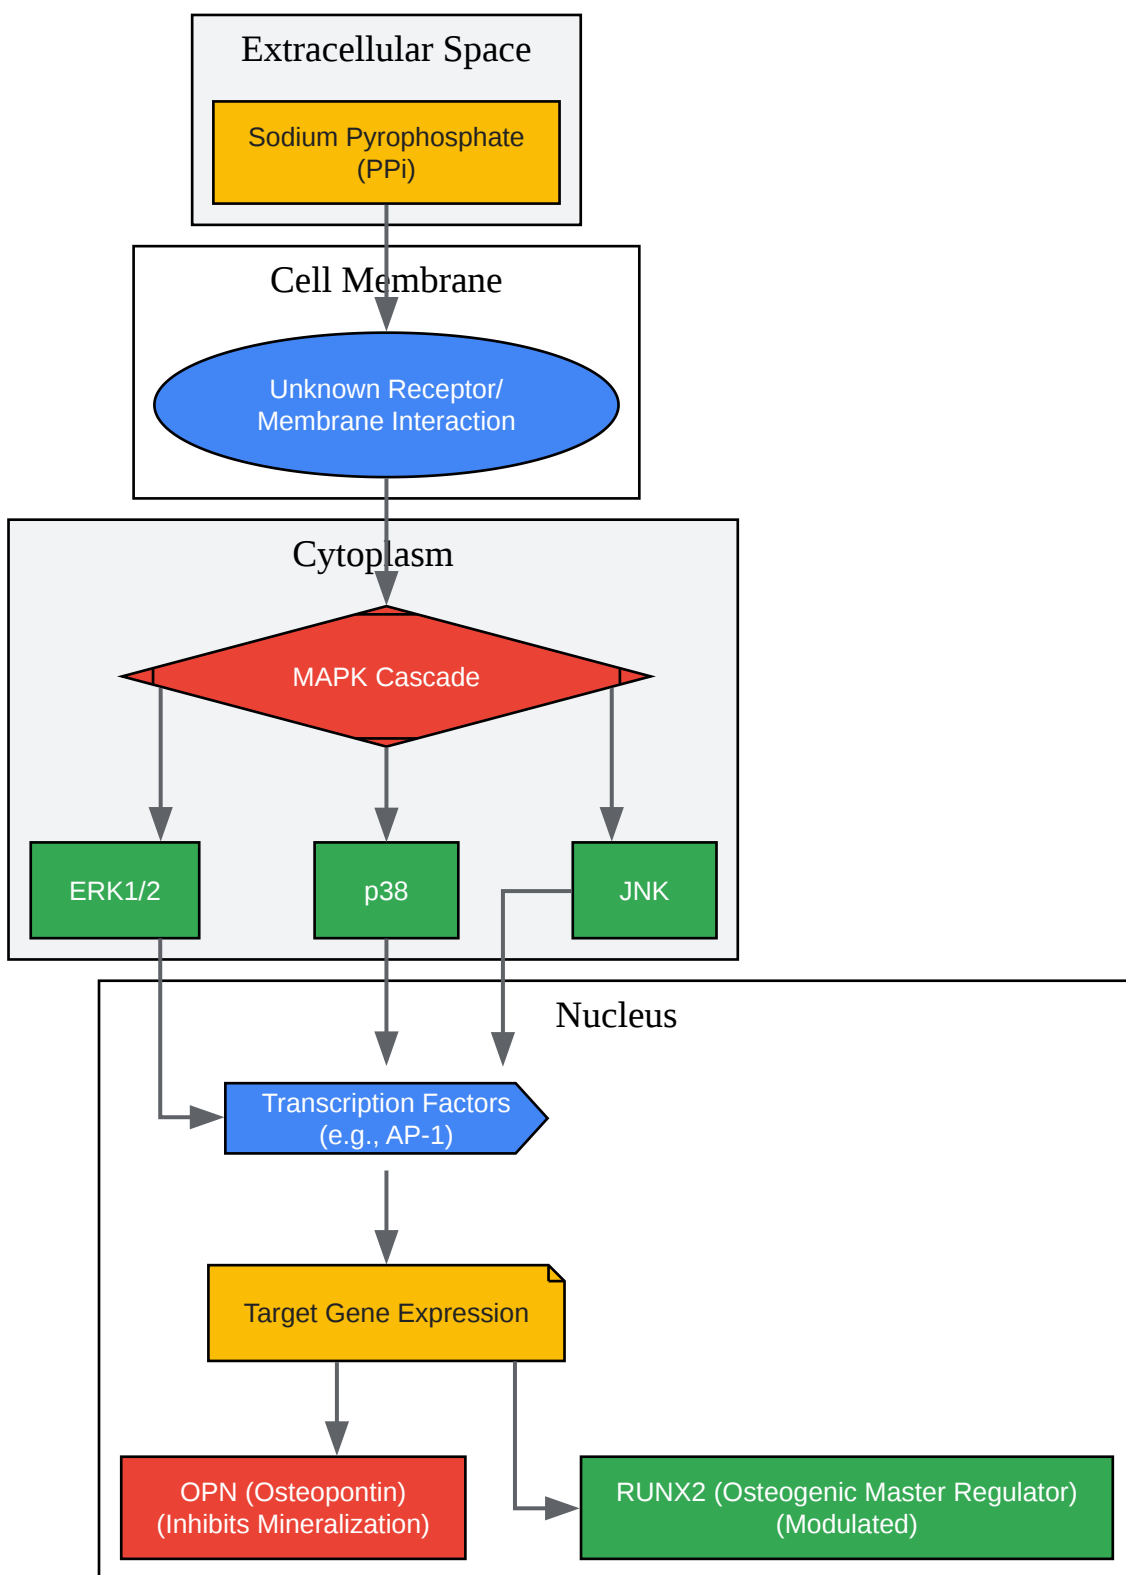 Extracellular Space
Sodium Pyrophosphate
(PPi)
Cell Membrane
Unknown Receptor/
Membrane Interaction
Cytoplasm
MAPK Cascade
ERK1/2
p38
JNK
Nucleus
Transcription Factors
(e.g., AP-1)
Target Gene Expression
OPN (Osteopontin)
(Inhibits Mineralization)
RUNX2 (Osteogenic Master Regulator)
(Modulated)